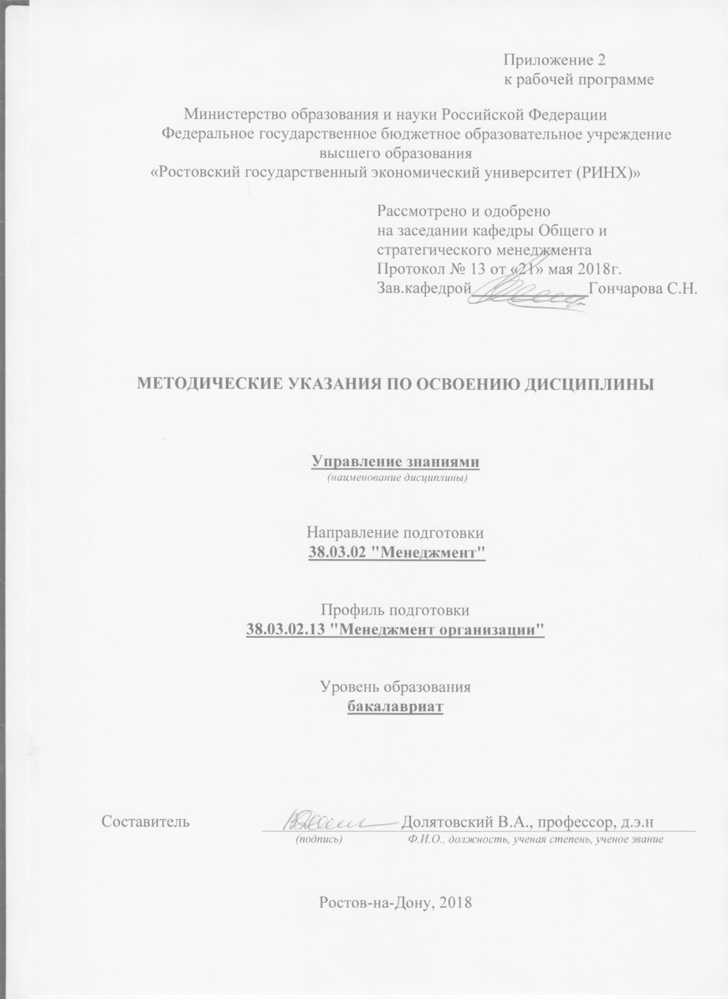 Приложение 2
к рабочей программе
Министерство образования и науки Российской Федерации
Федеральное государственное бюджетное образовательное учреждение
высшего образования
«Ростовский государственный экономический университет (РИНХ)»
Рассмотрено и одобрено
на заседании кафедры Общего и
стратегического менеджмента
Протокол № 13 от «21» мая 2018г.
Зав.кафедрой Гончарова С.Н.
МЕТОДИЧЕСКИЕ УКАЗАНИЯ ПО ОСВОЕНИЮ ДИСЦИПЛИНЫ
Управление знаниями
(наименование дисциплины)
Направление подготовки
38.03.02 "Менеджмент"
Профиль подготовки
38.03.02.13 "Менеджмент организации"
Уровень образования
бакалавриат
Составитель Долятовский В.А., профессор, д.э.н
(подпись) Ф.И.О., должность, ученая степень, ученое звание
Ростов-на-Дону, 2018